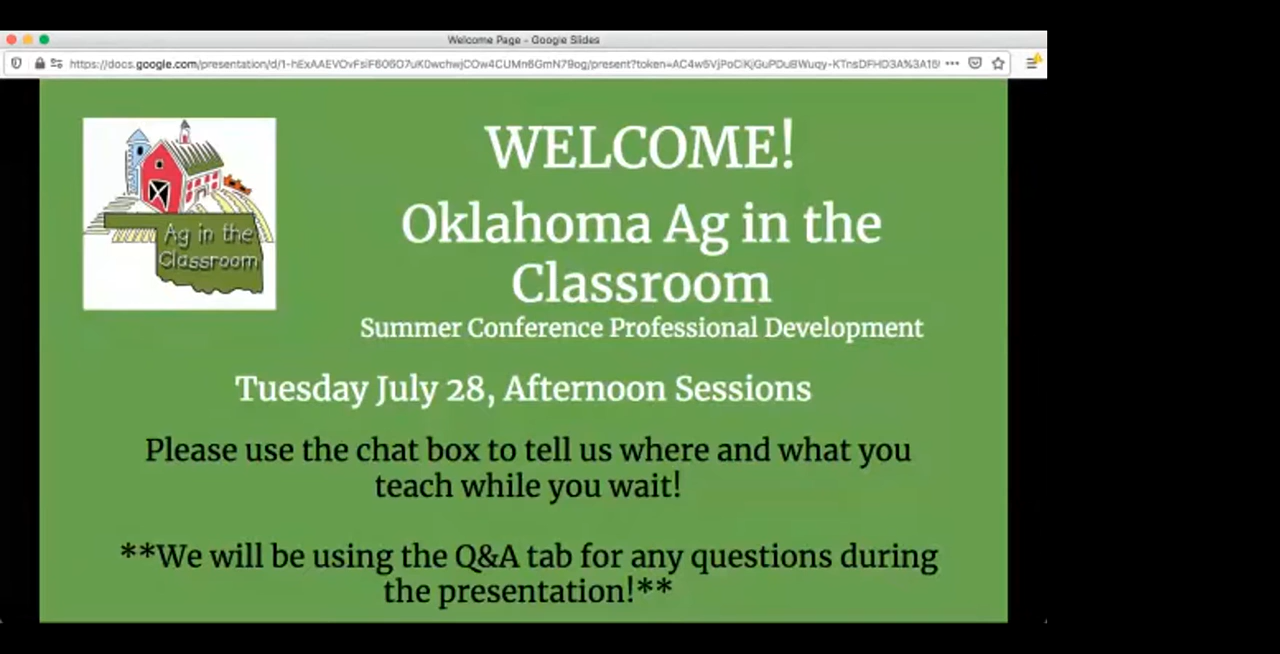 Welcome Page - Google Slides
WELCOME!
Oklahoma Ag in the
Classroom
Summer Conference Professional Development
Ag in the
Classroom
Tuesday July 28, Afternoon Sessions
Please use the chat box to tell us where and what you
teach while you wait!
**We will be using the Q&A tab for any questions during
the presentation!**